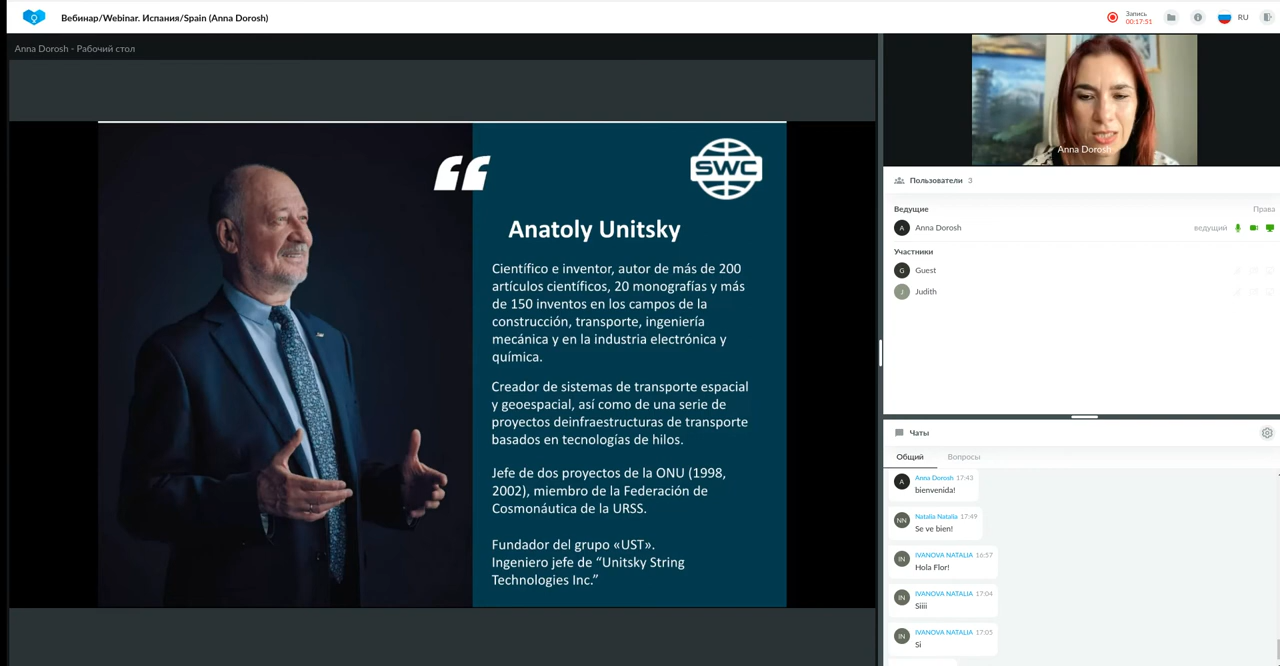 Вебинар/Webinar. Испания/Spain (Anna Dorosh)
Запись
00:17:51
RU
Anna Dorosh - Рабочий стол
SWC
Anatoly Unitsky
Científico e inventor, autor de más de 200
artículos científicos, 20 monografías y más
de 150 inventos en los campos de la
construcción, transporte, ingeniería
mecánica y en la industria electrónica y
química.
Creador de sistemas de transporte espacial
y geoespacial, así como de una serie de
proyectos deinfraestructuras de transporte
basados en tecnologías de hilos.
Jefe de dos proyectos de la ONU (1998,
2002), miembro de la Federación de
Cosmonáutica de la URSS.
Fundador del grupo «UST».
Ingeniero jefe de “Unitsky String
Technologies Inc.”
Anna Dorosh
Пользователи 3
Ведущие Права
A Anna Dorosh ведущий
Участники
G Guest
J Judith
Чаты
Общий Вопросы
A Anna Dorosh 17:43
bienvenida!
NN Natalia Natalia 17:49
Se ve bien!
IN IVANOVA NATALIA 16:57
Hola Flor!
IN IVANOVA NATALIA 17:04
Siiii
IN IVANOVA NATALIA 17:05
Si